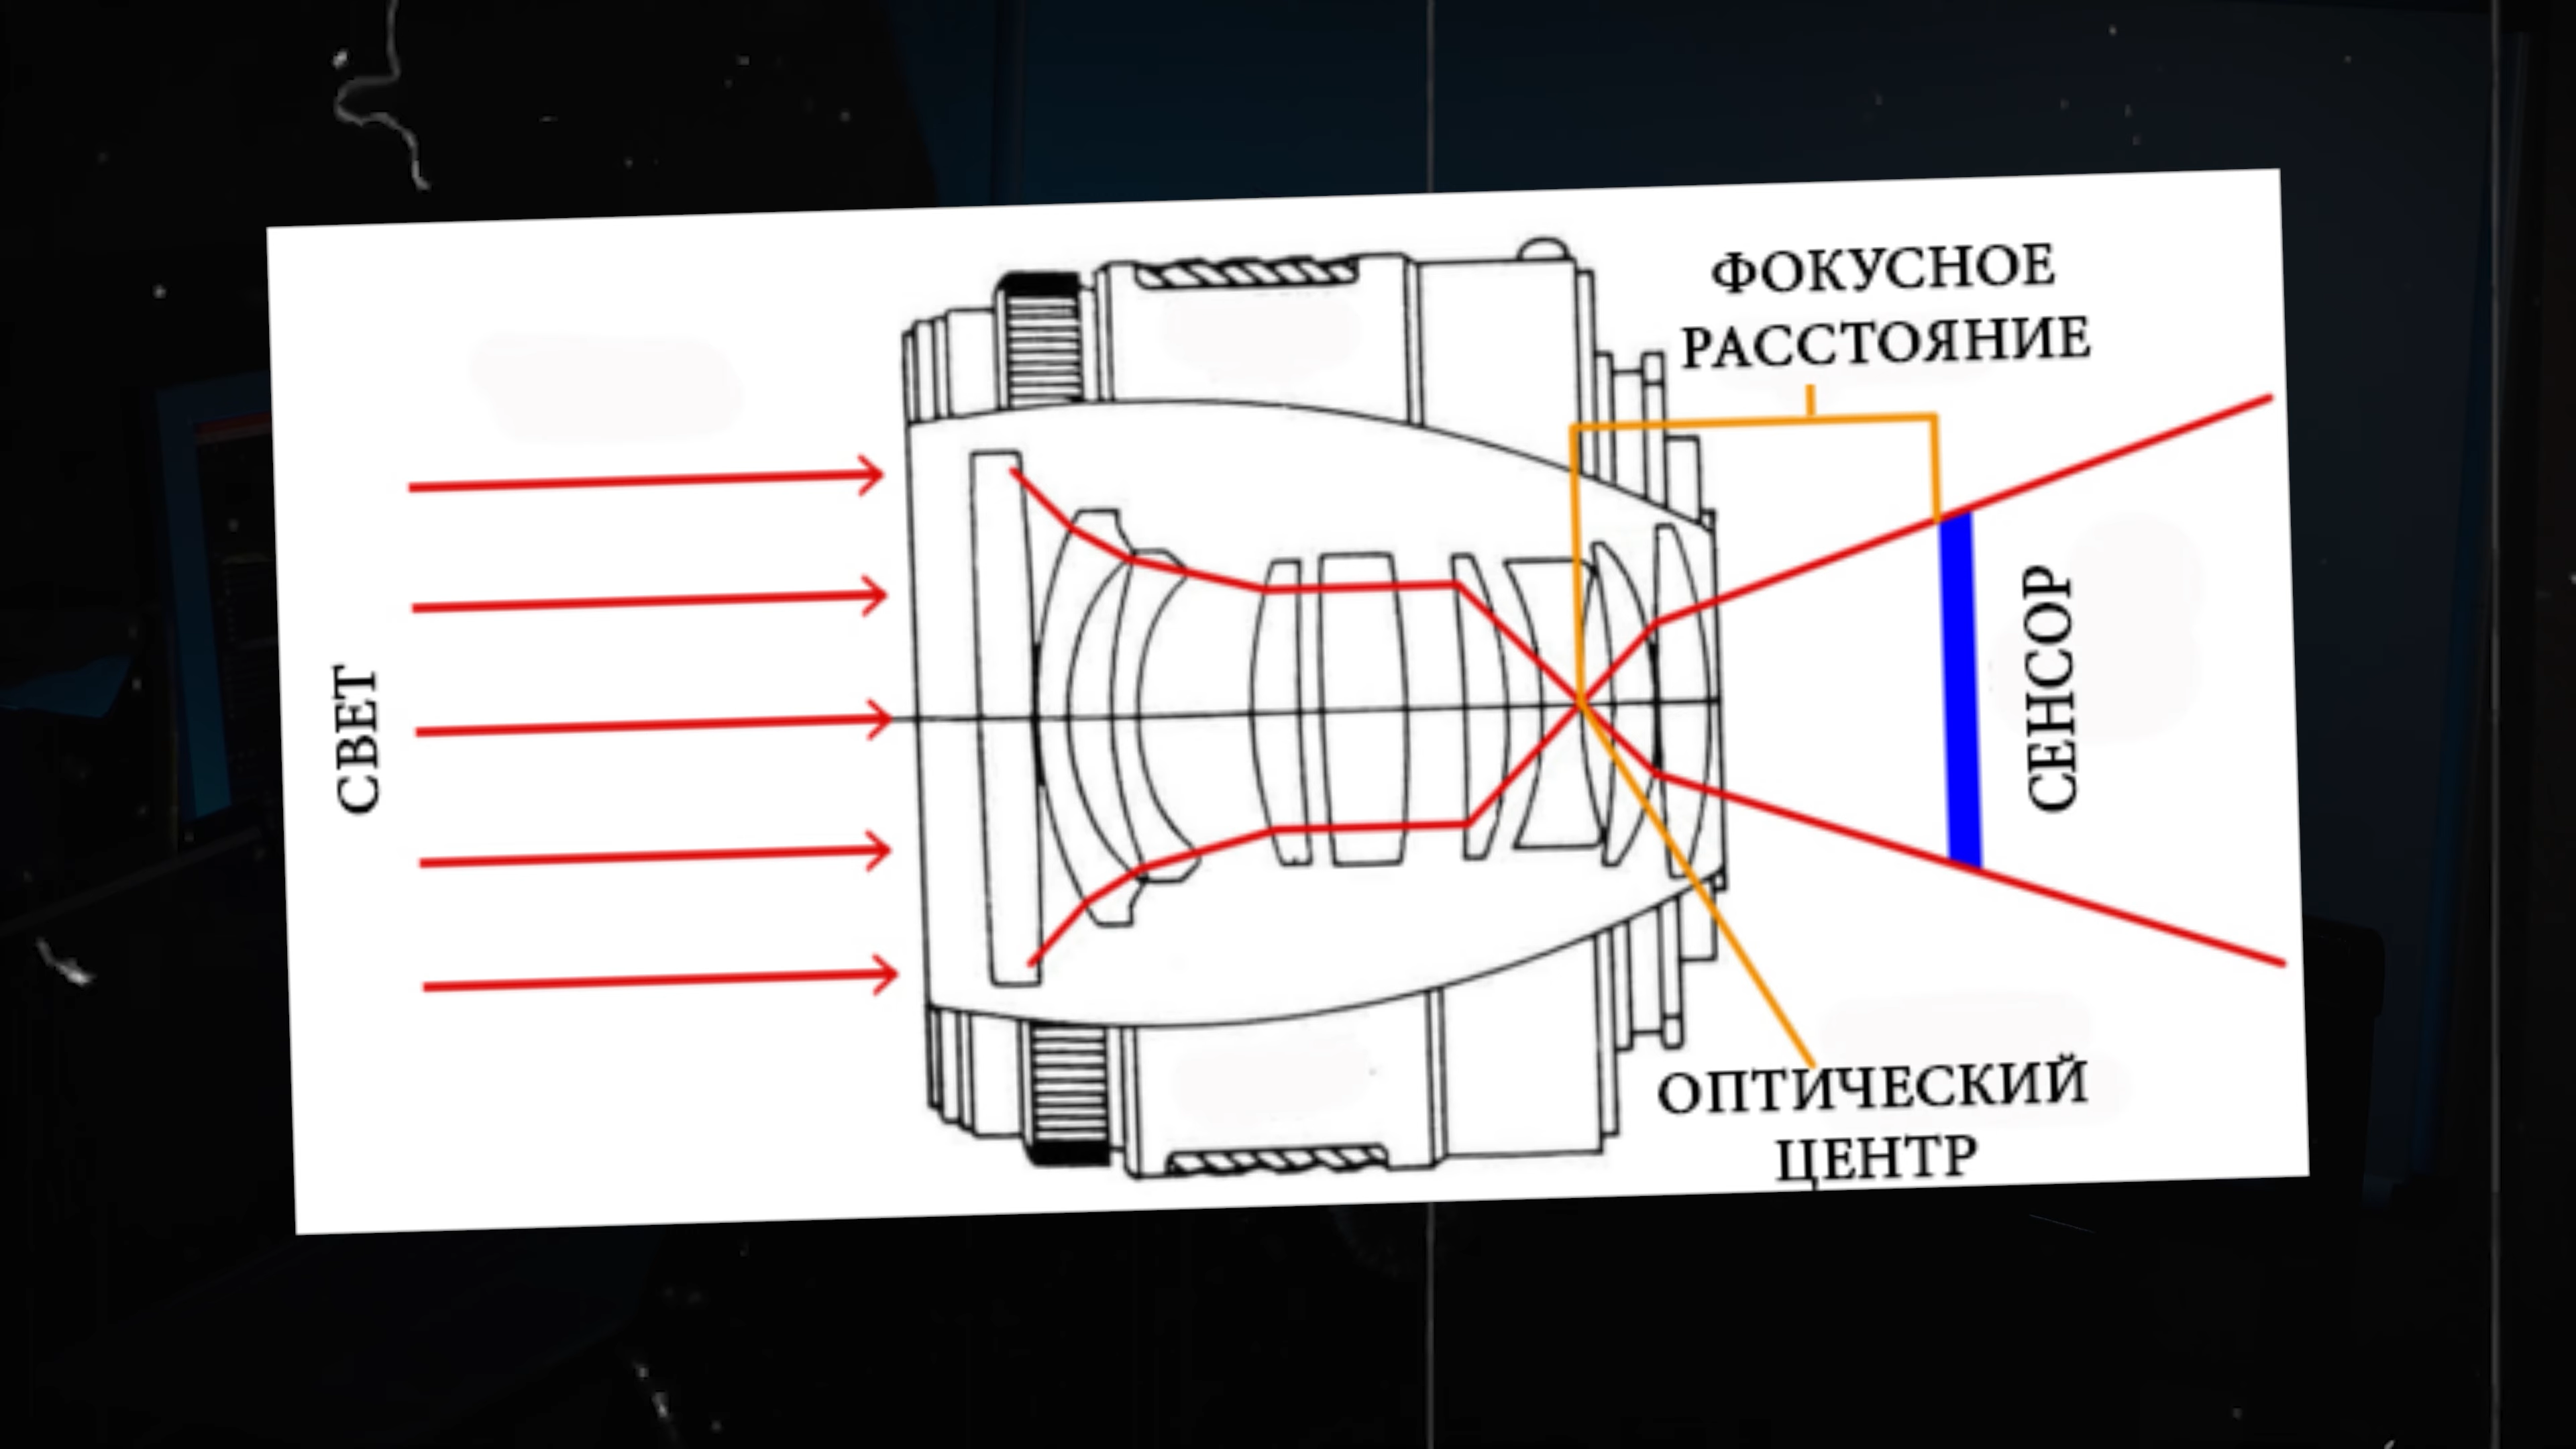 ФОКУСНОЕ
РАССТОЯНИЕ
СВЕТ
СЕНСОР
ОПТИЧЕСКИЙ
ЦЕНТР